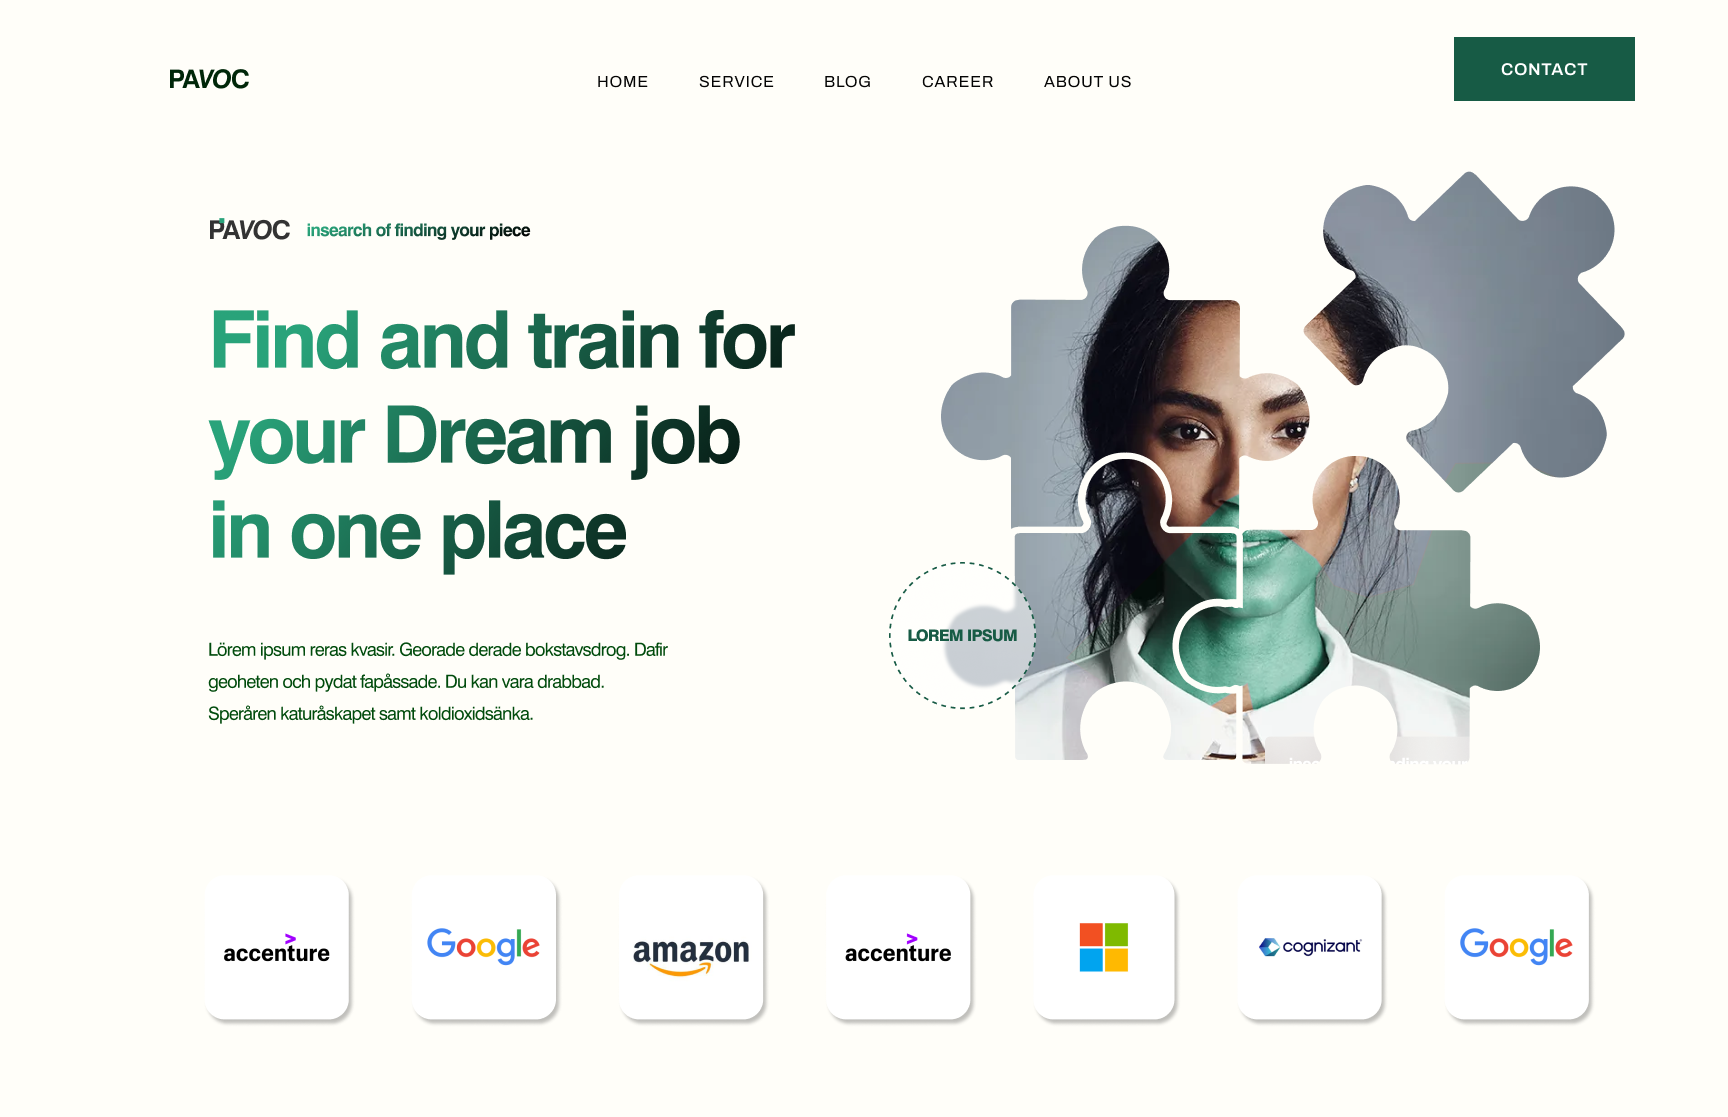 PAVOC
HOME SERVICE BLOG CAREER ABOUT US
CONTACT
PAVOC insearch of finding your piece
Find and train for
your Dream job
in one place
Lörem ipsum reras kvasir. Georade derade bokstavsdrog. Dafir
geoheten och pydat fapåssade. Du kan vara drabbad.
Speråren katuråskapet samt koldioxidsänka.
LOREM IPSUM
accenture
Google
amazon
accenture
cognizant
Google